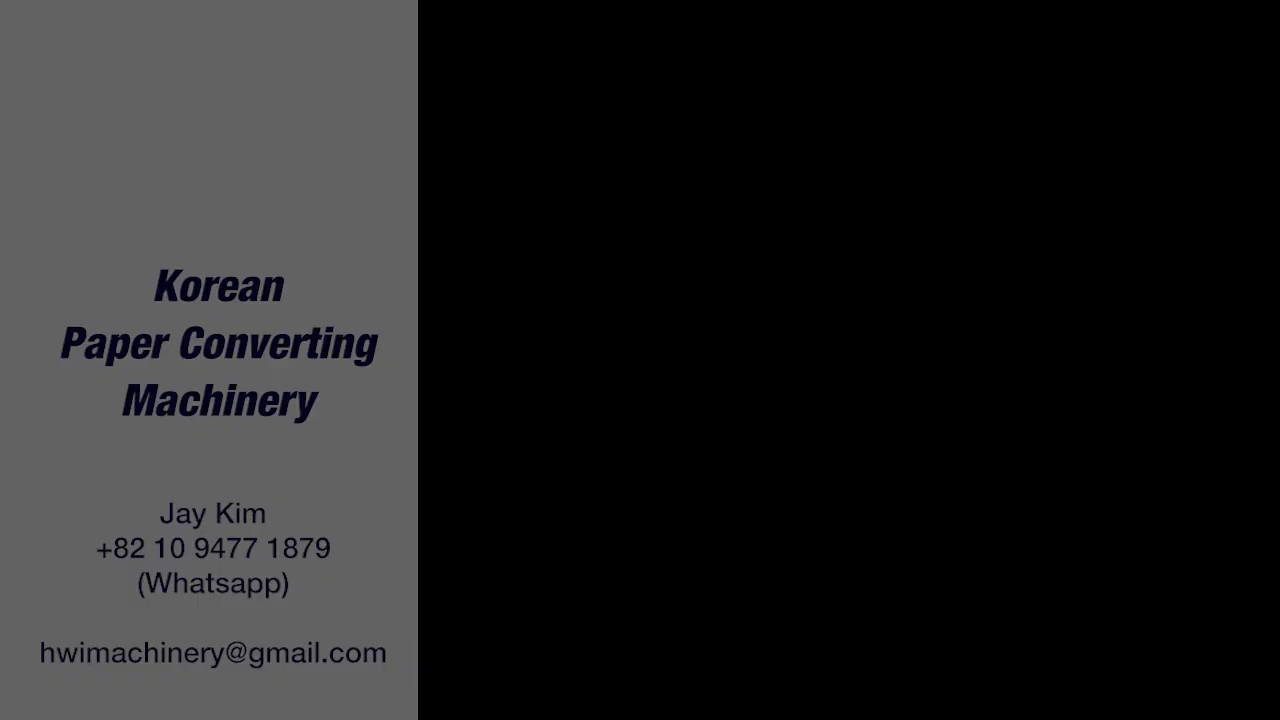 Korean
Paper Converting
Machinery
Jay Kim
+82 10 9477 1879
(Whatsapp)
hwimachinery@gmail.com